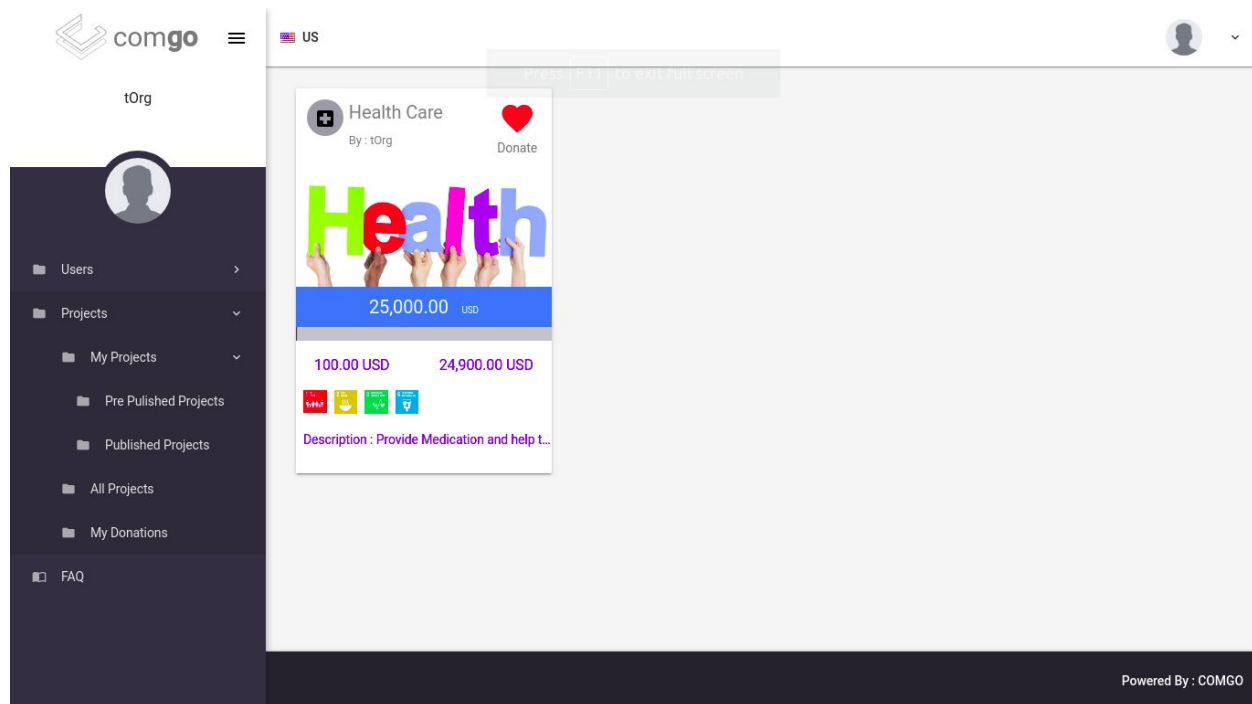 comgo
US
Press F11 to exit full screen
tOrg
Health Care
By : tOrg
Donate
Health
25,000.00 USD
100.00 USD 24,900.00 USD
Description : Provide Medication and help t...
Users
Projects
My Projects
Pre Pulished Projects
Published Projects
All Projects
My Donations
FAQ
Powered By : COMGO